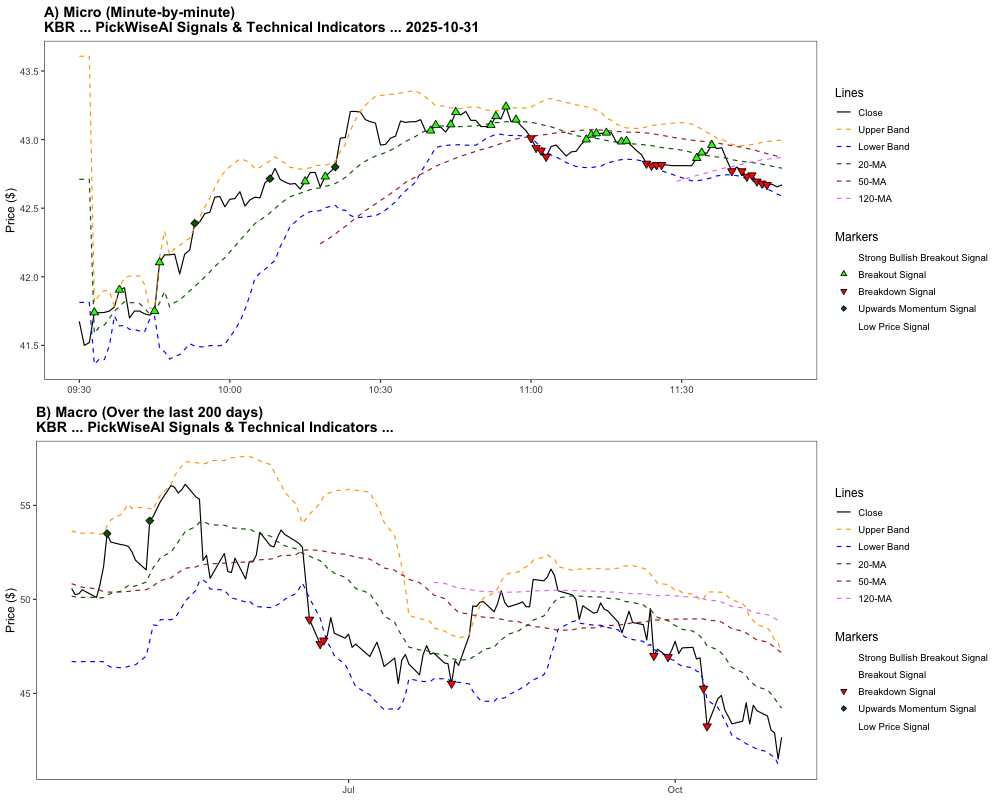 A) Micro (Minute-by-minute)
KBR ... PickWiseAI Signals & Technical Indicators ... 2025-10-31
43.5
43.0
42.5
42.0
41.5
Price ($)
09:30
10:00
10:30
11:00
11:30
Lines
Close
Upper Band
Lower Band
20-MA
50-MA
120-MA
Markers
Strong Bullish Breakout Signal
Breakout Signal
Breakdown Signal
Upwards Momentum Signal
Low Price Signal
B) Macro (Over the last 200 days)
KBR ... PickWiseAI Signals & Technical Indicators ...
55
50
45
Price ($)
Jul
Oct
Lines
Close
Upper Band
Lower Band
20-MA
50-MA
120-MA
Markers
Strong Bullish Breakout Signal
Breakout Signal
Breakdown Signal
Upwards Momentum Signal
Low Price Signal